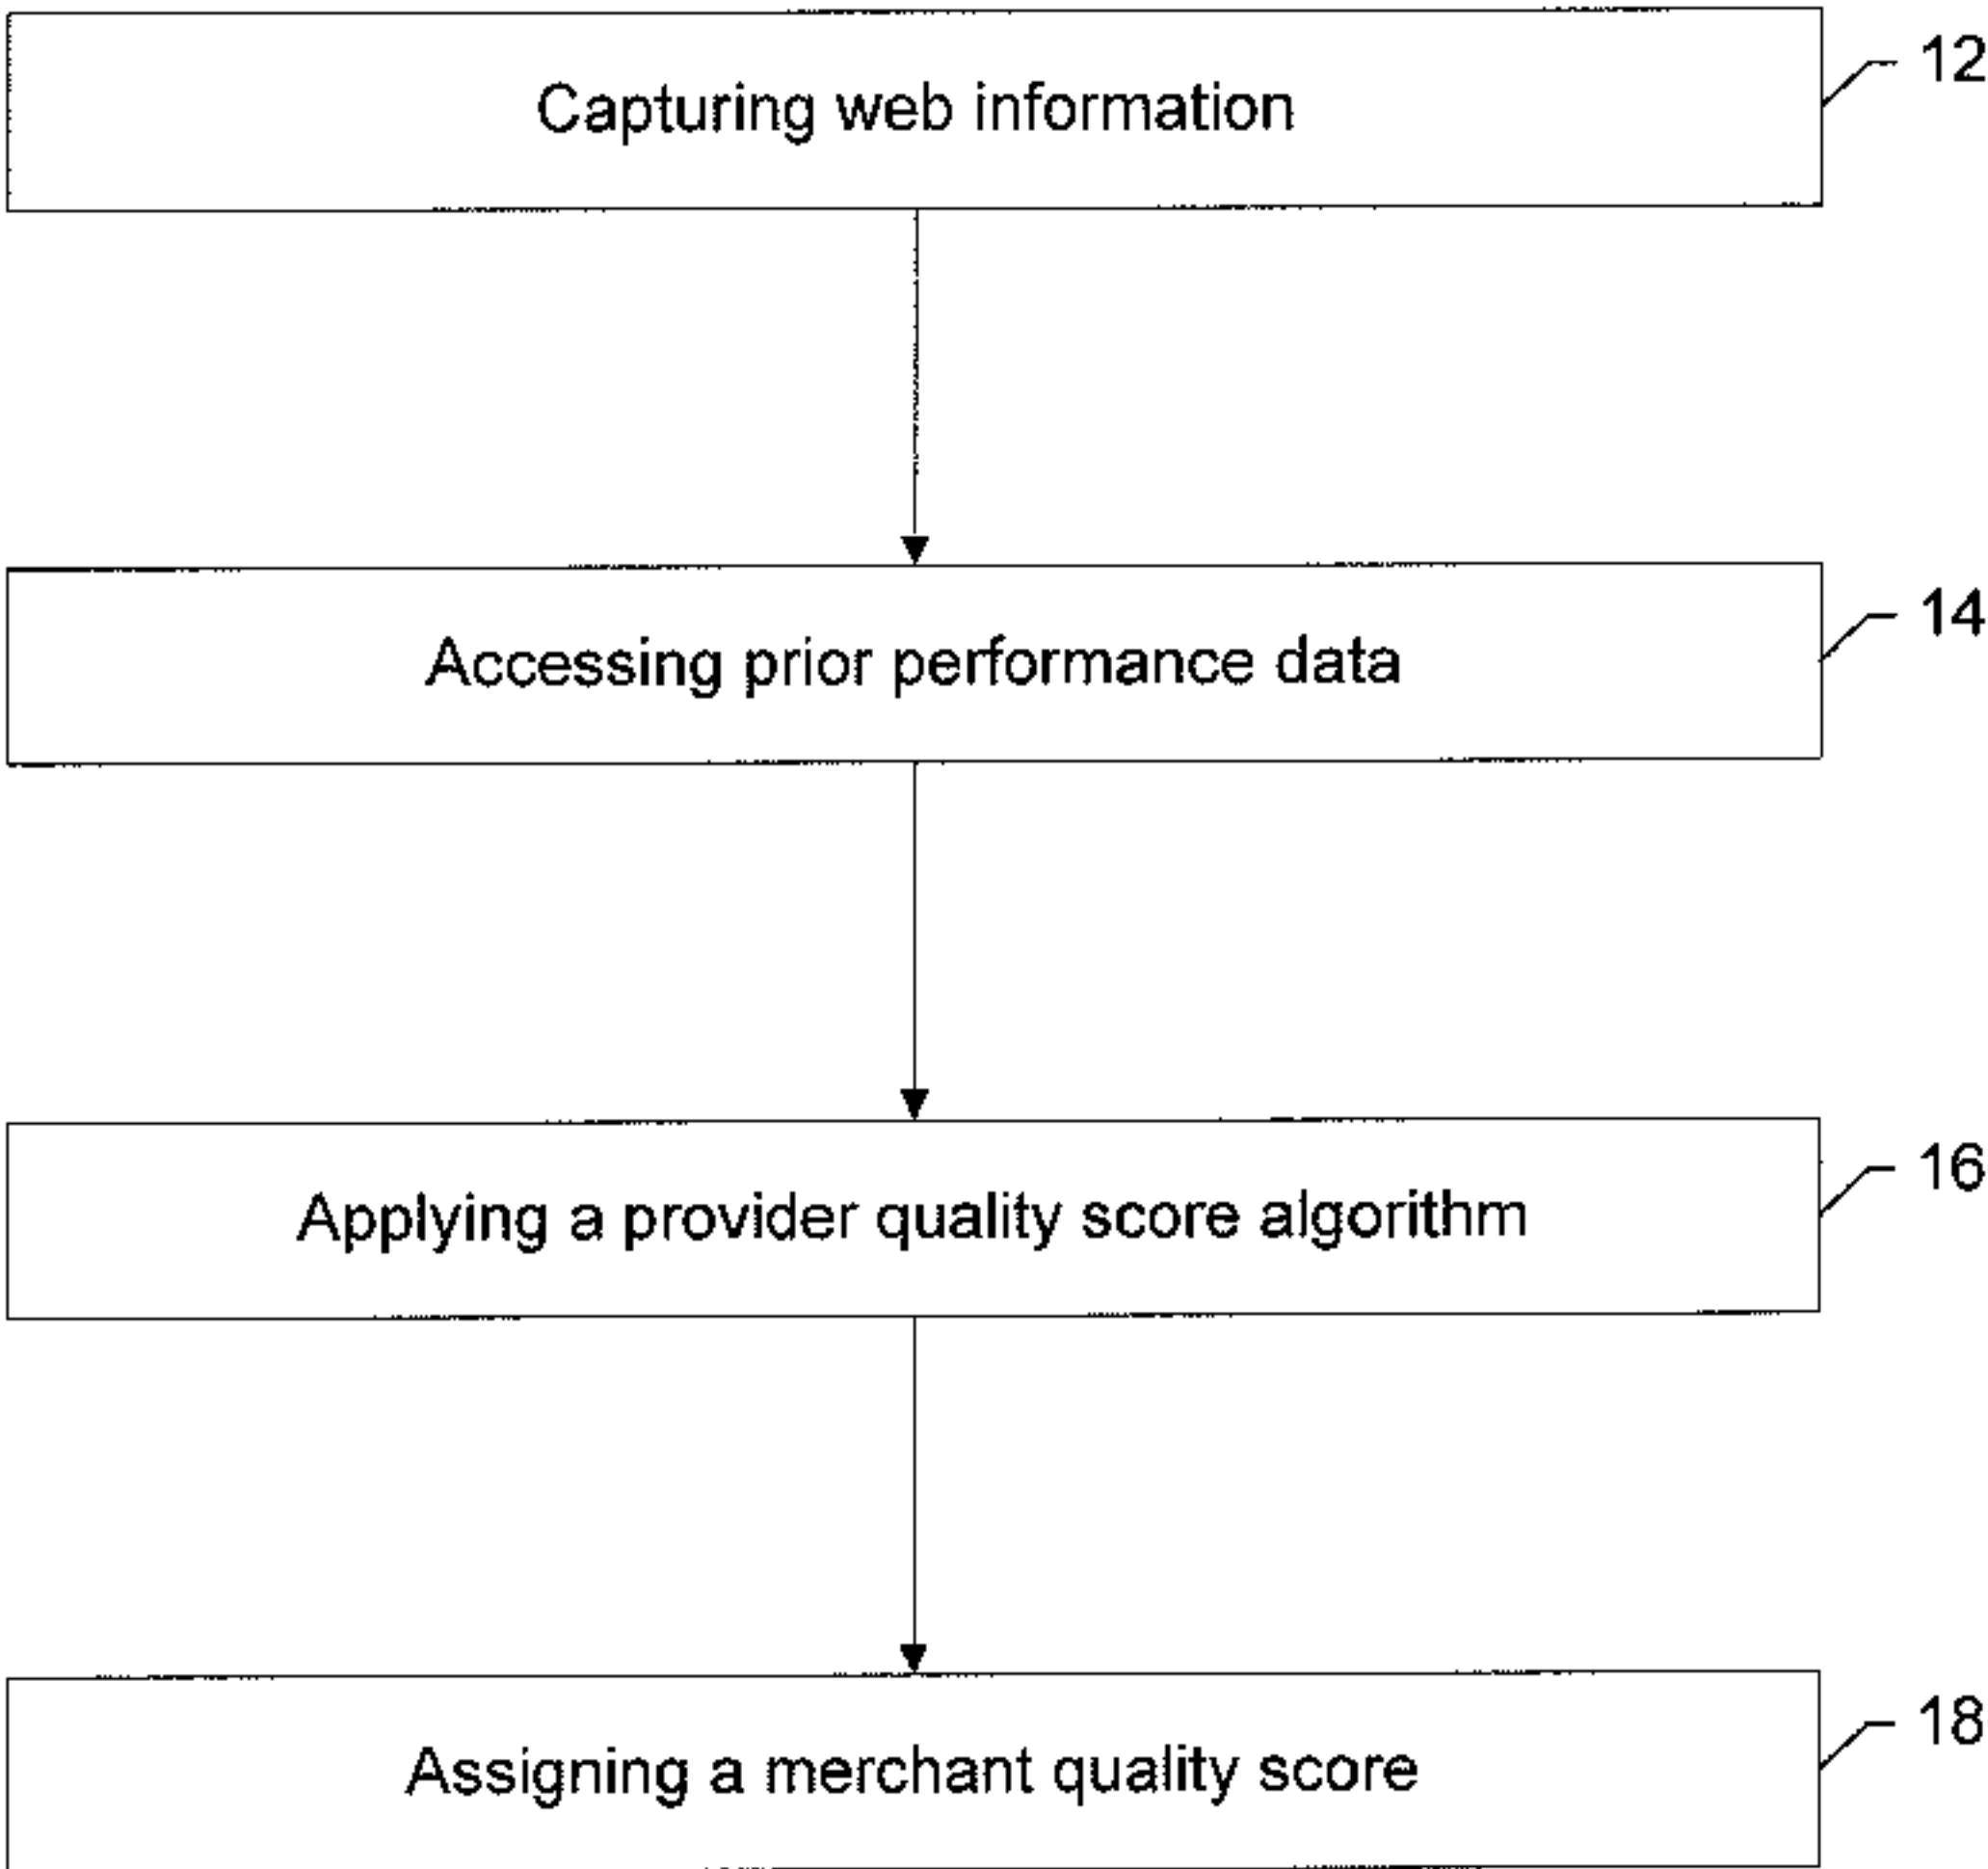 Capturing web information
12
Accessing prior performance data
14
Applying a provider quality score algorithm
16
Assigning a merchant quality score
18